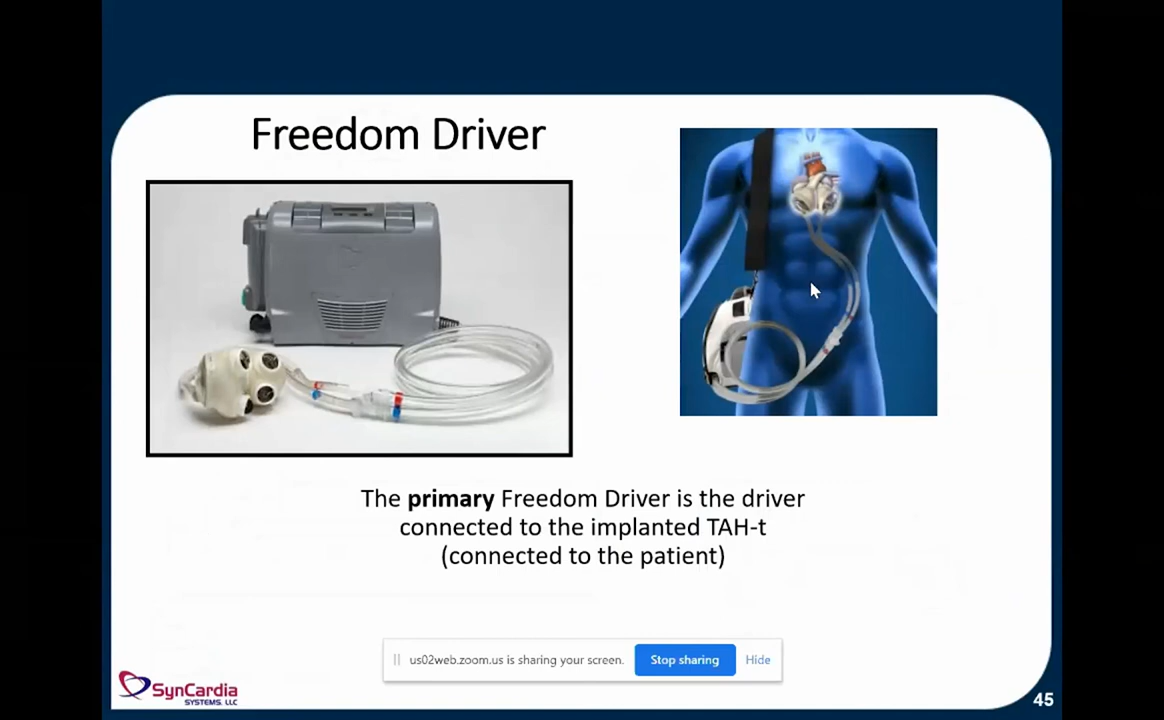 Freedom Driver
The primary Freedom Driver is the driver
connected to the implanted TAH-t
(connected to the patient)
us02web.zoom.us is sharing your screen.
Stop sharing
Hide
SynCardia
SYSTEMS, LLC
45